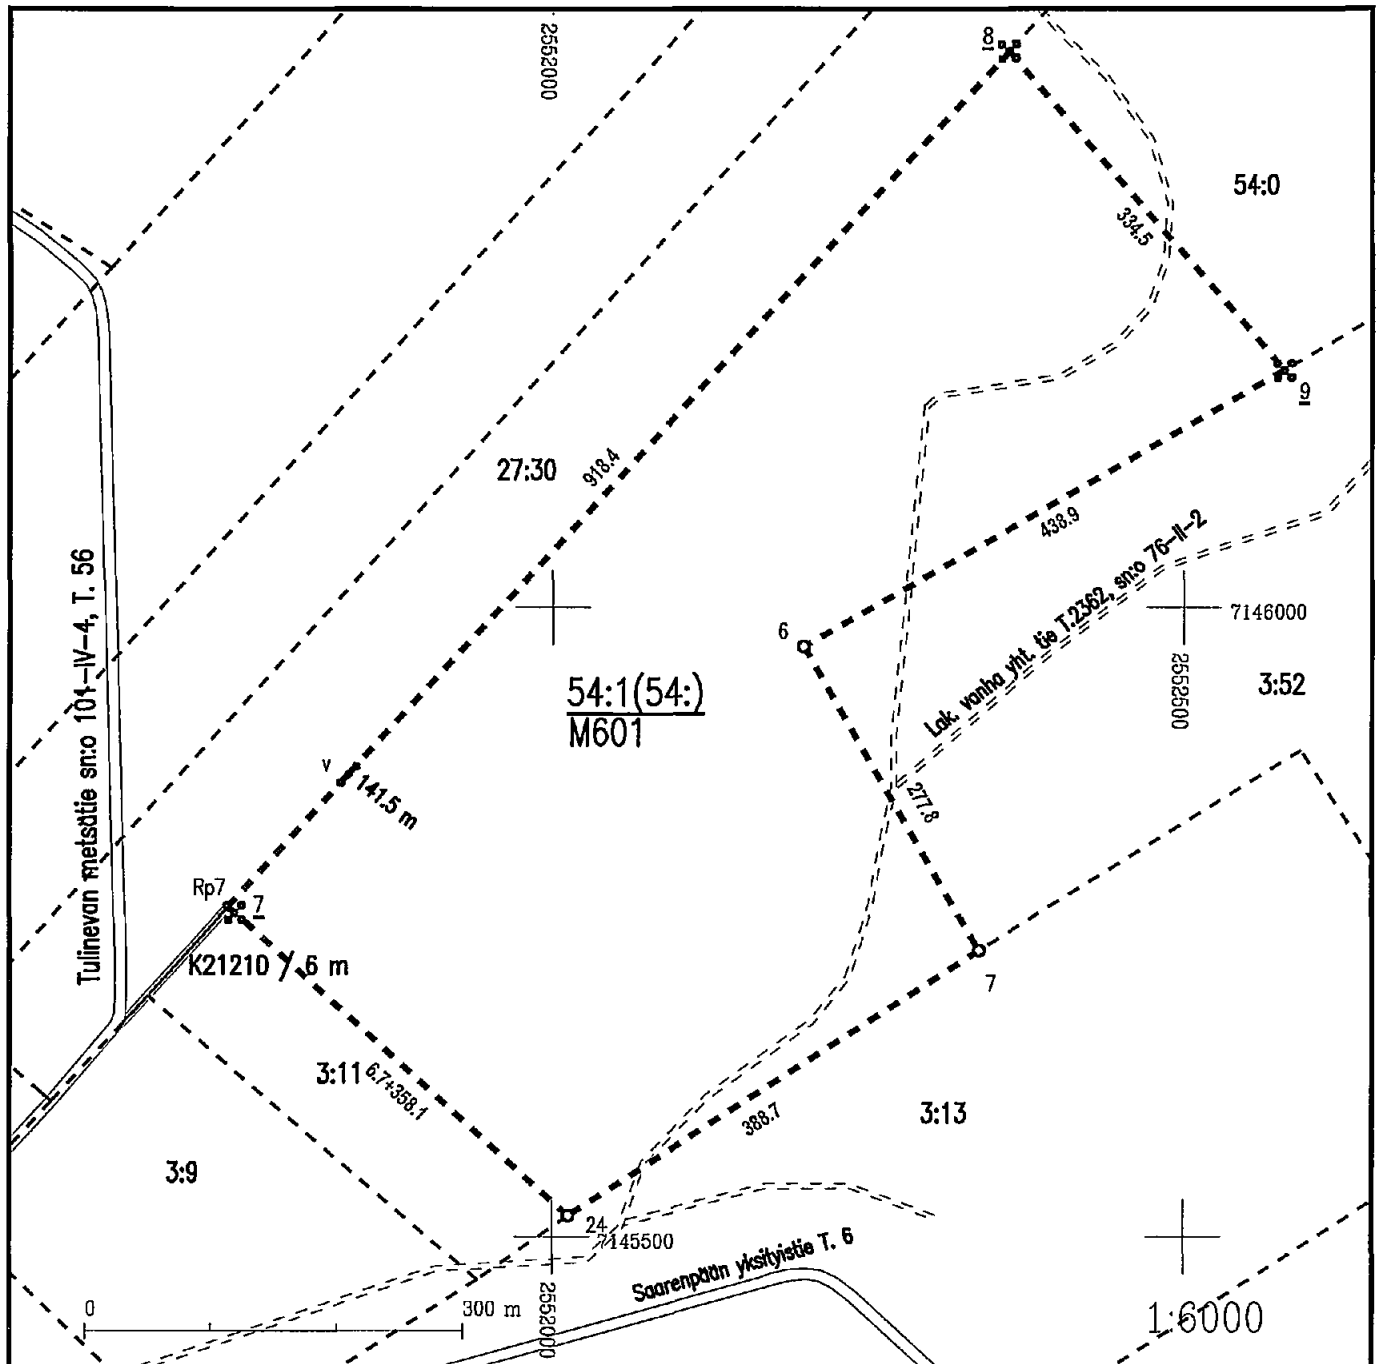 2552000
8
54:0
334.5
9
27:30
918.4
438.9
Lak. vanha yht. tie T.2362, sn:o 76-II-2
7146000
2552500
3:52
6
54:1(54:)
M601
Tulinevan metsätie sn:o 101-IV-4, T. 56
v
141.5 m
277.8
Rp7
7
K21210 / 6 m
7
3:11
6.7+358.1
388.7
3:13
3:9
24
7145500
Saarenpään yksityistie T. 6
2552000
0
300 m
1:6000